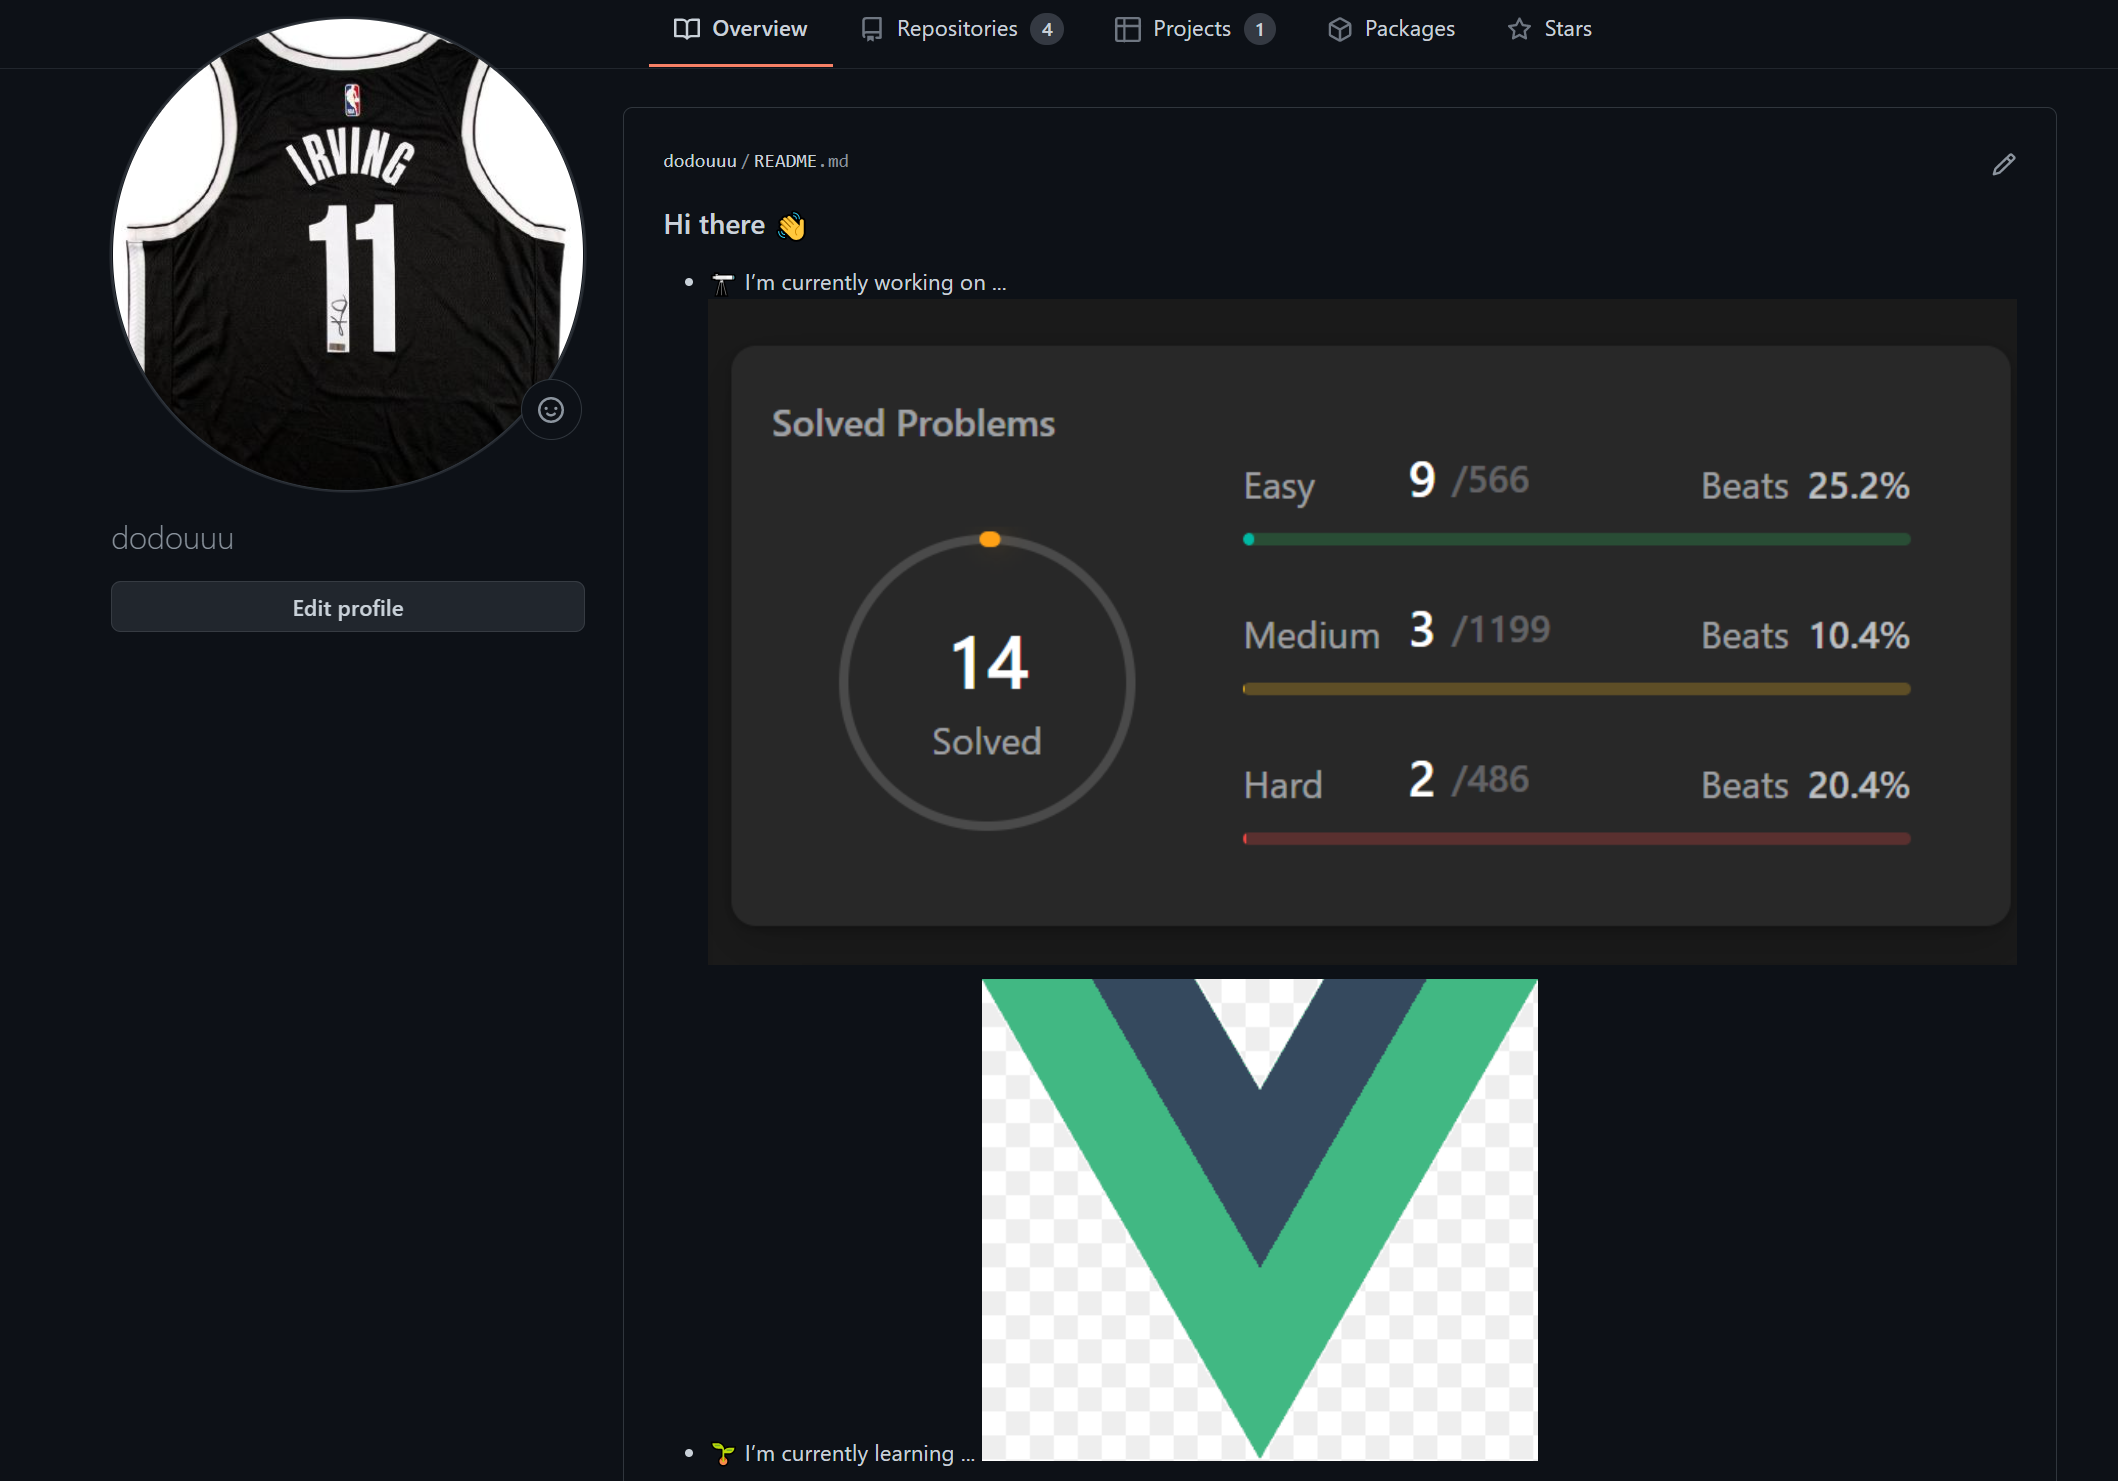 Overview Repositories 4 Projects 1 Packages Stars
IRVING
11
dodouuu
Edit profile
dodouuu/README.md
Hi there 👋
I'm currently working on ...
Solved Problems
14
Solved
Easy 9 /566 Beats 25.2%
Medium 3 /1199 Beats 10.4%
Hard 2 /486 Beats 20.4%
I'm currently learning ...